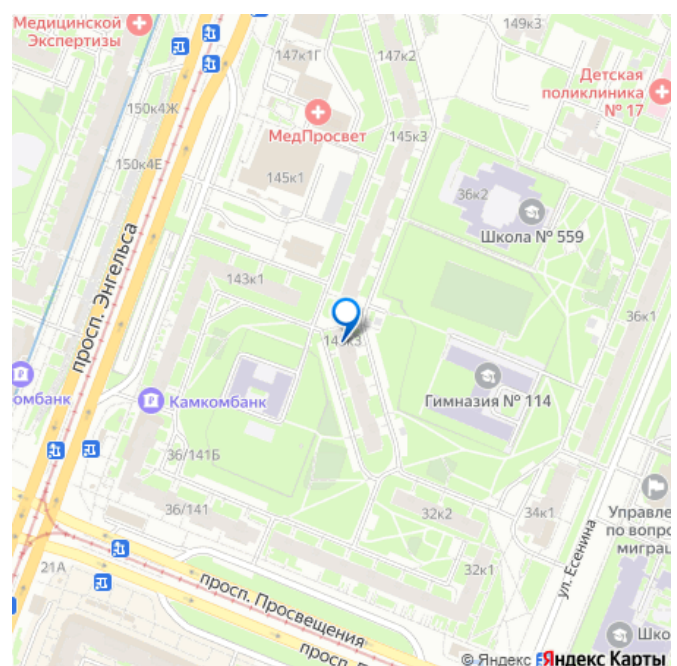 Медицинской
Экспертизы
149к3
147к1Г
147к2
Детская
поликлиника
№ 17
150к4Ж
МедПросвет
145к3
150к4Е
145к1
36к2
Школа № 559
просп. Энгельса
143к1
36к1
омбанк
Камкомбанк
Гимназия № 114
36/141Б
36/141
32к2
34к1
Управле
по вопро
миграц
ул. Есенина
21А
32к1
просп. Просвещения
просп.
Шко
© Яндекс
Яндекс Карты